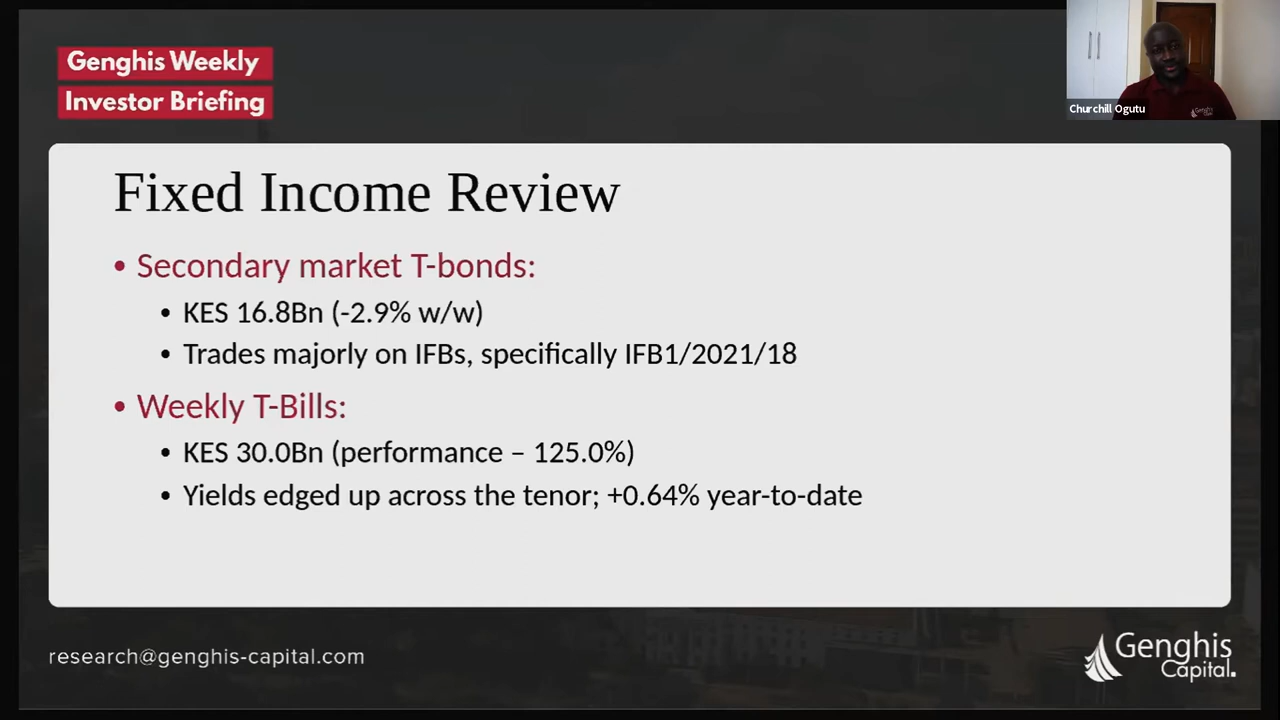 Genghis Weekly
Investor Briefing
Churchill Ogutu
Genghis
Fixed Income Review
• Secondary market T-bonds:
• KES 16.8Bn (-2.9% w/w)
• Trades majorly on IFBs, specifically IFB1/2021/18
• Weekly T-Bills:
• KES 30.0Bn (performance – 125.0%)
• Yields edged up across the tenor; +0.64% year-to-date
research@genghis-capital.com
Genghis
Capital.